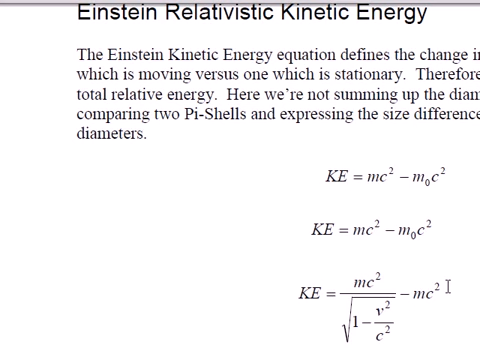 Einstein Relativistic Kinetic Energy
The Einstein Kinetic Energy equation defines the change i
which is moving versus one which is stationary. Therefore
total relative energy. Here we're not summing up the diam
comparing two Pi-Shells and expressing the size difference
diameters.
KE = mc² − m₀c²
KE = mc² − m₀c²
KE = mc² / √(1 − v²/c²) − mc²